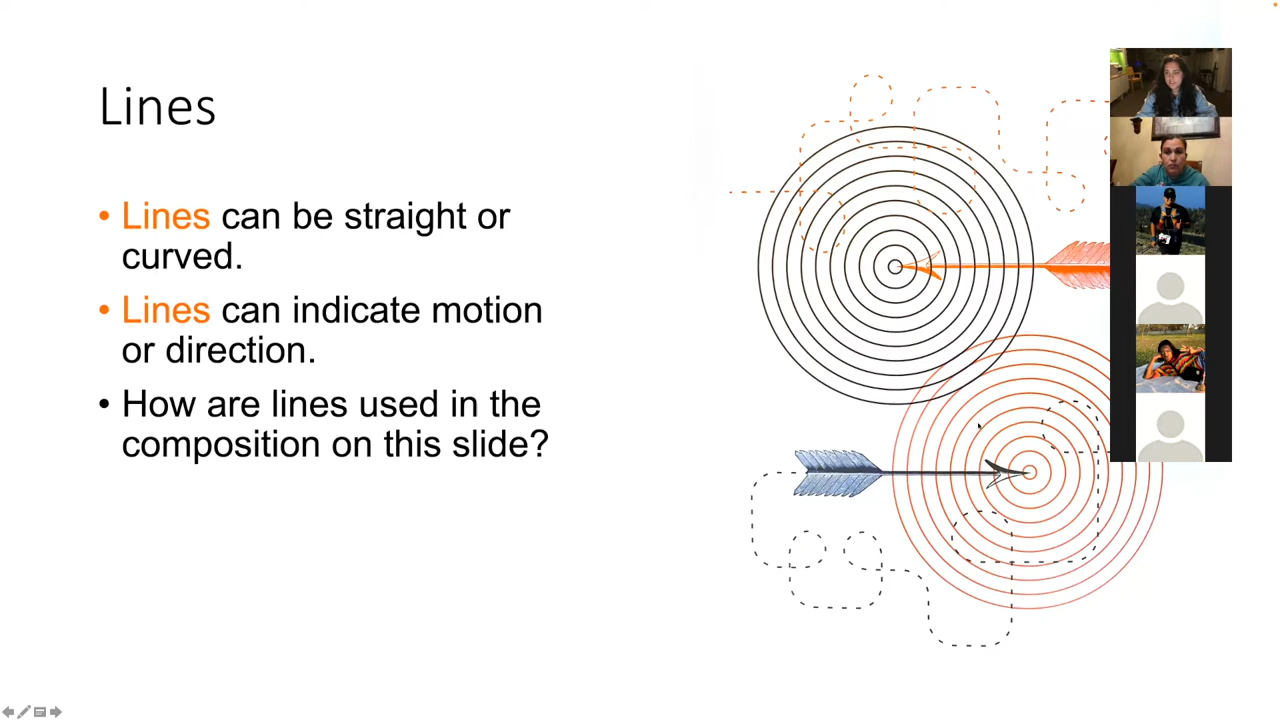 Lines
• Lines can be straight or
curved.
• Lines can indicate motion
or direction.
• How are lines used in the
composition on this slide?